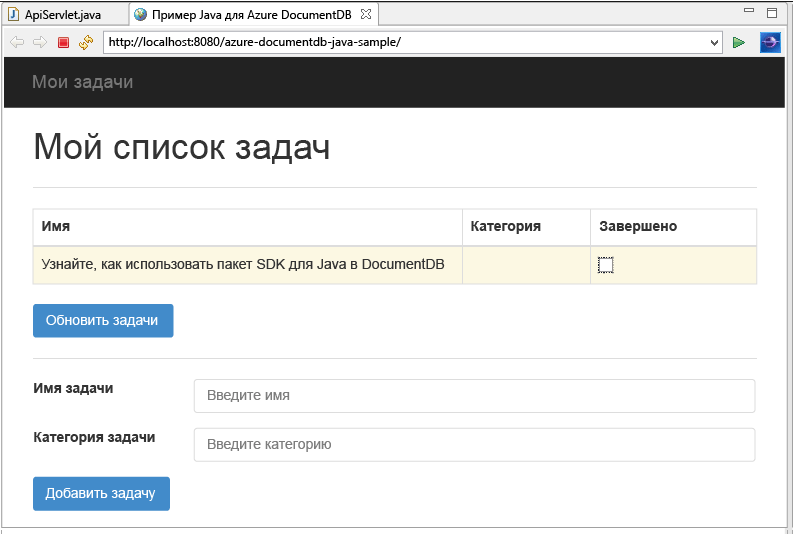 ApiServlet.java Пример Java для Azure DocumentDB
http://localhost:8080/azure-documentdb-java-sample/
Мои задачи
Мой список задач
Имя Категория Завершено
Узнайте, как использовать пакет SDK для Java в DocumentDB
Обновить задачи
Имя задачи Введите имя
Категория задачи Введите категорию
Добавить задачу